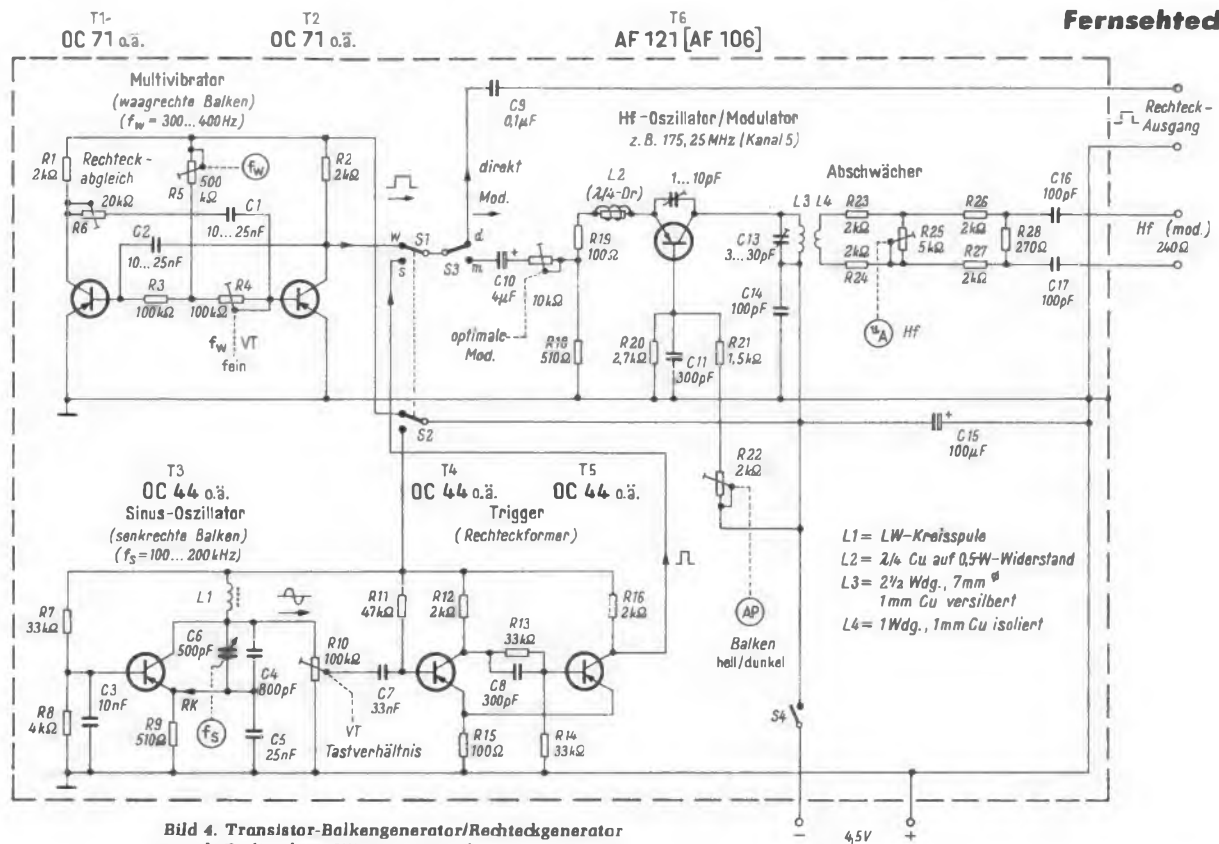 Fernsehted
T1-
OC 71 o.ä.
T2
OC 71 o.ä.
T6
AF 121 [AF 106]
Multivibrator
(waagrechte Balken)
(fw = 300...400Hz)
R1
2kΩ
Rechteck-
abgleich
20kΩ
R6
R5
500
kΩ
fw
R2
2kΩ
C1
10...25nF
C2
10...25nF
R3
100kΩ
R4
100kΩ
fw
fein
VT
C9
0,1µF
direkt
Mod.
w
S1
s
d
S3
m
C10
4µF
+
10kΩ
optimale-
Mod.
S2
Hf-Oszillator/Modulator
z.B. 175,25 MHz (Kanal 5)
L2
(λ/4-Dr)
1...10pF
R19
100Ω
R18
510Ω
R20
2,7kΩ
C11
300pF
R21
1,5kΩ
C13
3...30pF
C14
100pF
L3
L4
Abschwächer
R23
2kΩ
2kΩ
R24
R25
5kΩ
R26
2kΩ
R27
2kΩ
R28
270Ω
C16
100pF
C17
100pF
uA
Hf
Rechteck-
Ausgang
Hf (mod.)
240Ω
C15
100µF
+
R22
2kΩ
AP
Balken
hell/dunkel
S4
T3
OC 44 o.ä.
Sinus-Oszillator
(senkrechte Balken)
(fs=100...200kHz)
T4
OC 44 o.ä.
T5
OC 44 o.ä.
Trigger
(Rechteckformer)
R7
33kΩ
R8
4kΩ
C3
10nF
L1
C6
500pF
C4
800pF
RK
R9
510Ω
fs
C5
25nF
R10
100kΩ
VT
Tastverhältnis
C7
33nF
R11
47kΩ
R12
2kΩ
R13
33kΩ
C8
300pF
R15
100Ω
R14
33kΩ
R16
2kΩ
L1 = LW-Kreisspule
L2 = λ/4 Cu auf 0,5-W-Widerstand
L3 = 2½ Wdg., 7mm ø
1mm Cu versilbert
L4 = 1 Wdg., 1mm Cu isoliert
Bild 4. Transistor-Balkengenerator/Rechteckgenerator
−
4,5V
+